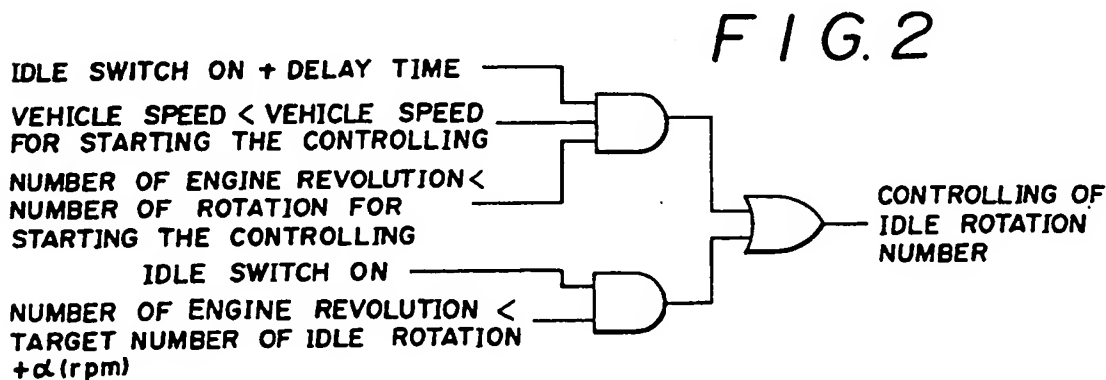 FIG. 2
IDLE SWITCH ON + DELAY TIME
VEHICLE SPEED < VEHICLE SPEED
FOR STARTING THE CONTROLLING
NUMBER OF ENGINE REVOLUTION <
NUMBER OF ROTATION FOR
STARTING THE CONTROLLING
IDLE SWITCH ON
NUMBER OF ENGINE REVOLUTION <
TARGET NUMBER OF IDLE ROTATION
+α (rpm)
CONTROLLING OF
IDLE ROTATION
NUMBER